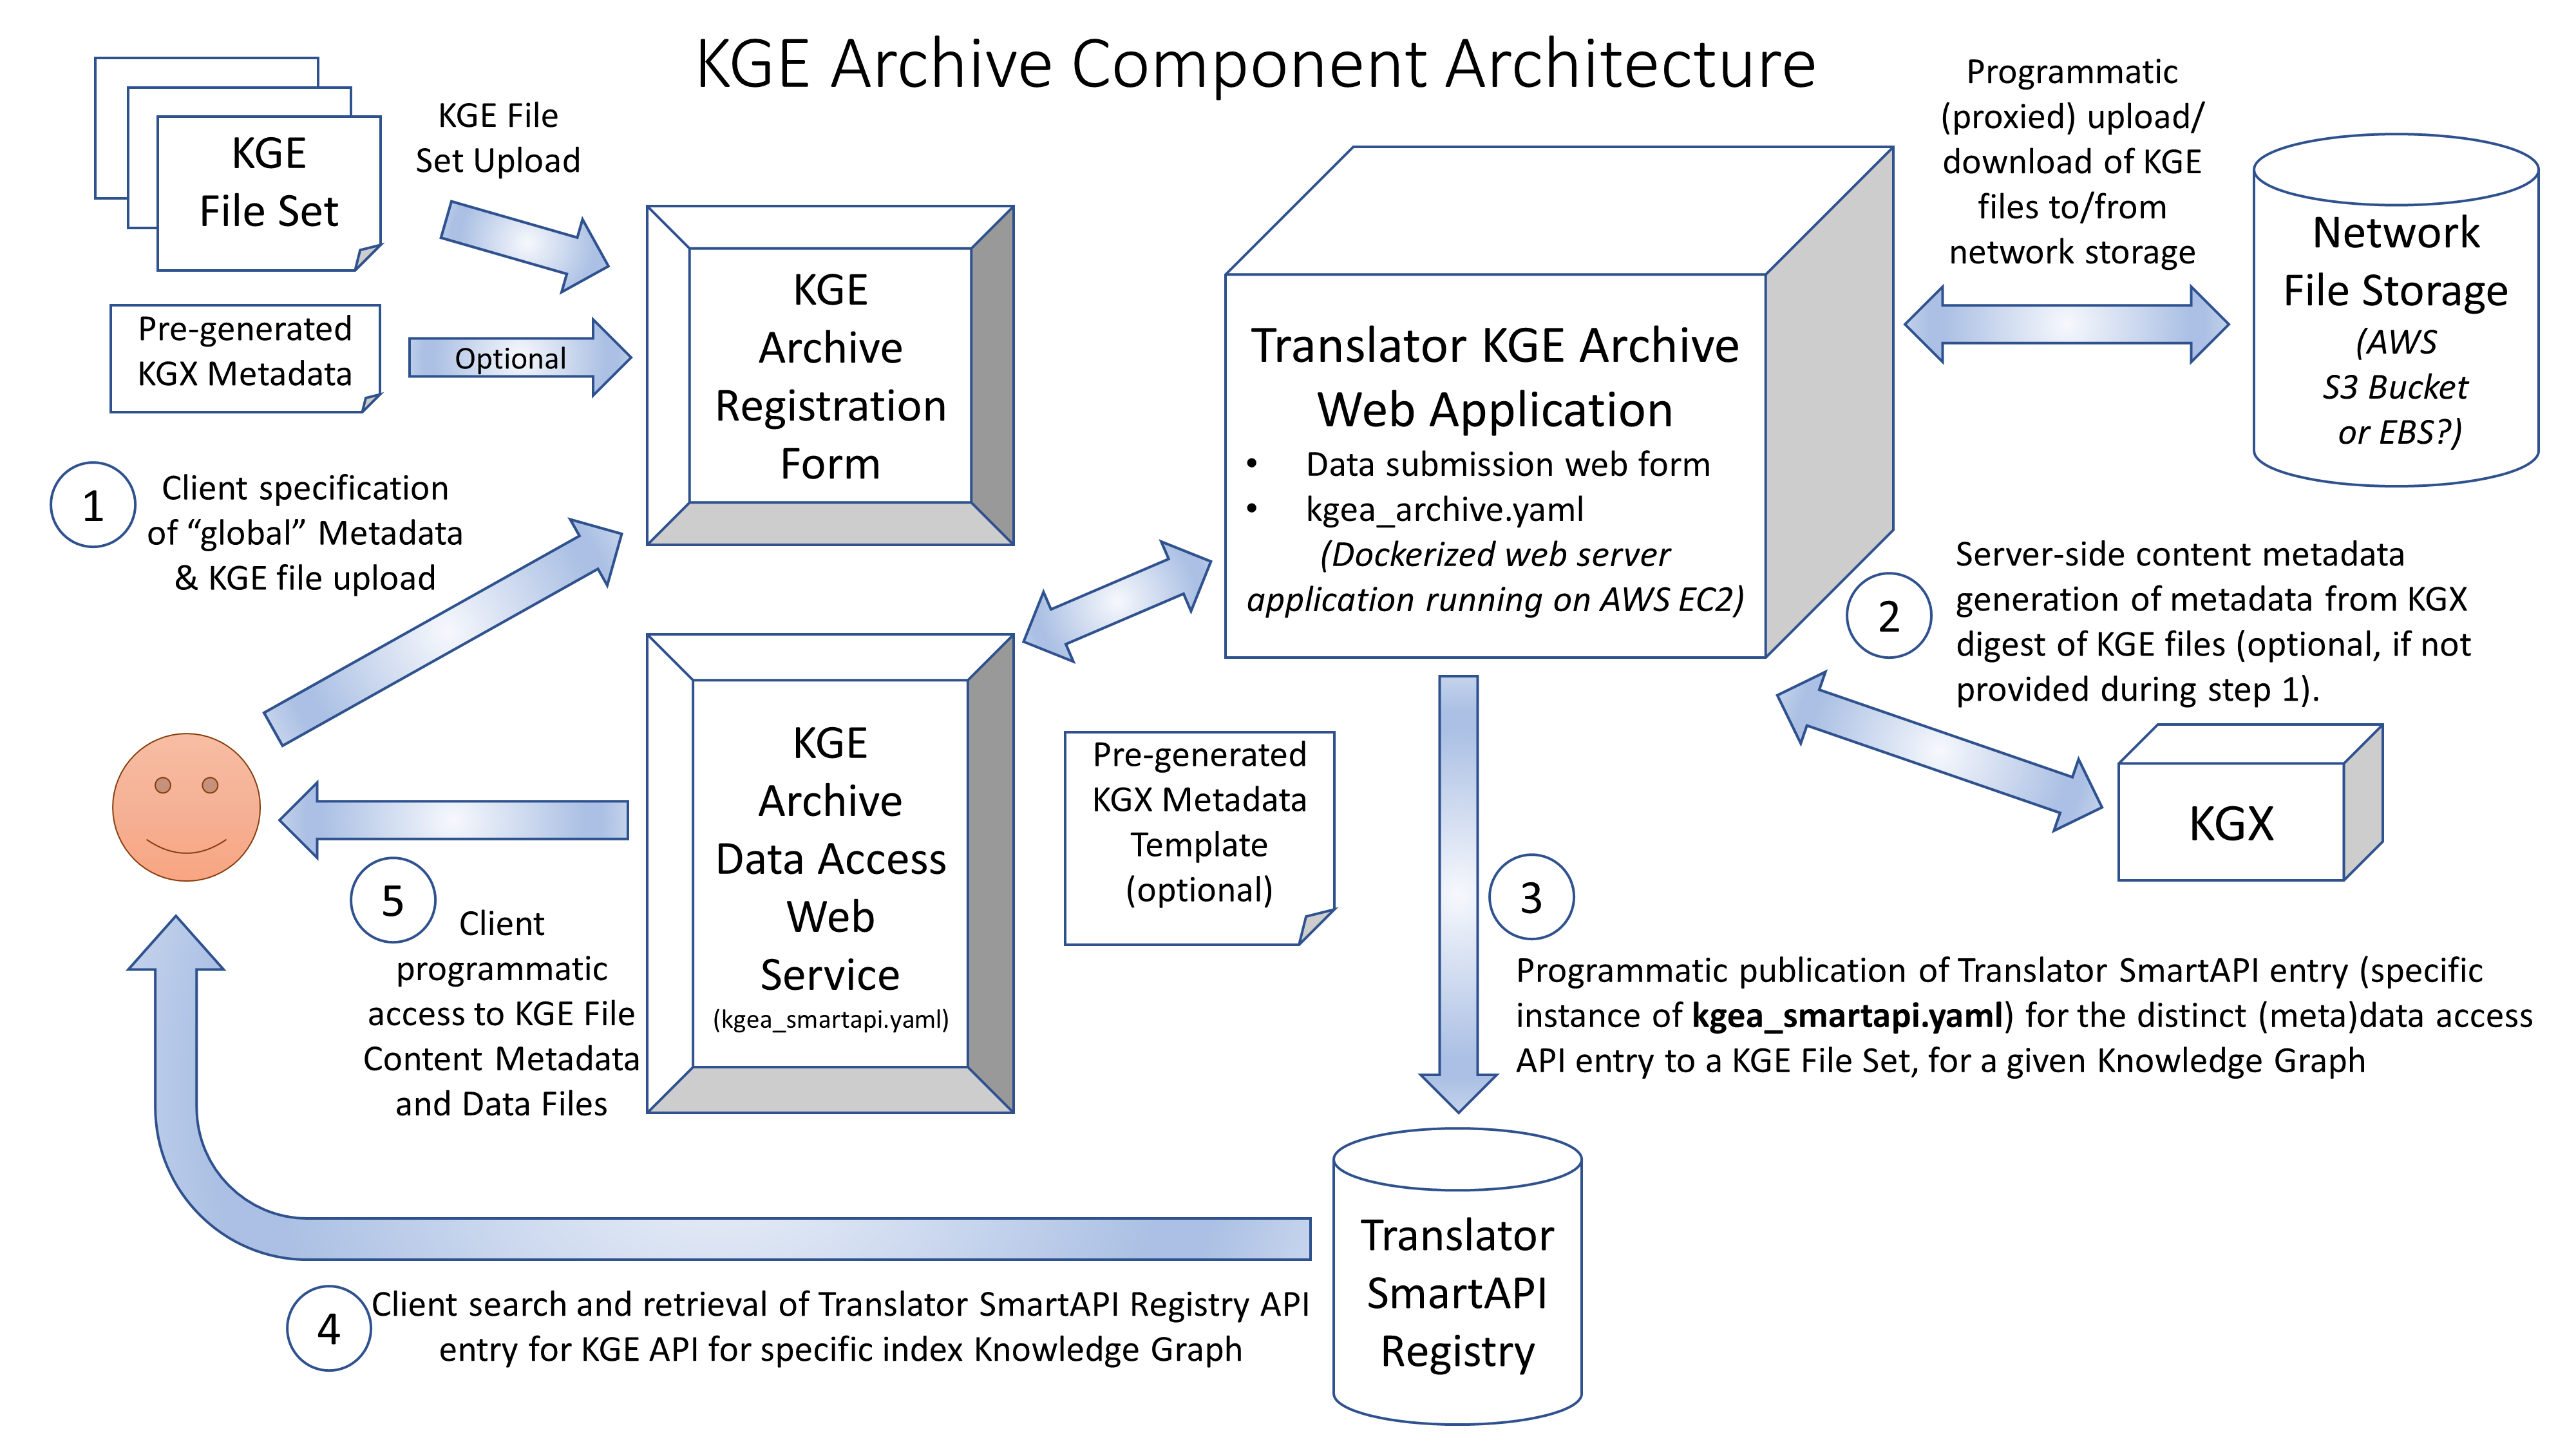 KGE Archive Component Architecture
KGE
File Set
KGE File
Set Upload
Pre-generated
KGX Metadata
Optional
KGE
Archive
Registration
Form
1
Client specification
of “global” Metadata
& KGE file upload
Translator KGE Archive
Web Application
• Data submission web form
• kgea_archive.yaml
(Dockerized web server
application running on AWS EC2)
Programmatic
(proxied) upload/
download of KGE
files to/from
network storage
Network
File Storage
(AWS
S3 Bucket
or EBS?)
2
Server-side content metadata
generation of metadata from KGX
digest of KGE files (optional, if not
provided during step 1).
KGX
KGE
Archive
Data Access
Web
Service
(kgea_smartapi.yaml)
Pre-generated
KGX Metadata
Template
(optional)
3
Programmatic publication of Translator SmartAPI entry (specific
instance of kgea_smartapi.yaml) for the distinct (meta)data access
API entry to a KGE File Set, for a given Knowledge Graph
5
Client
programmatic
access to KGE File
Content Metadata
and Data Files
Translator
SmartAPI
Registry
4
Client search and retrieval of Translator SmartAPI Registry API
entry for KGE API for specific index Knowledge Graph